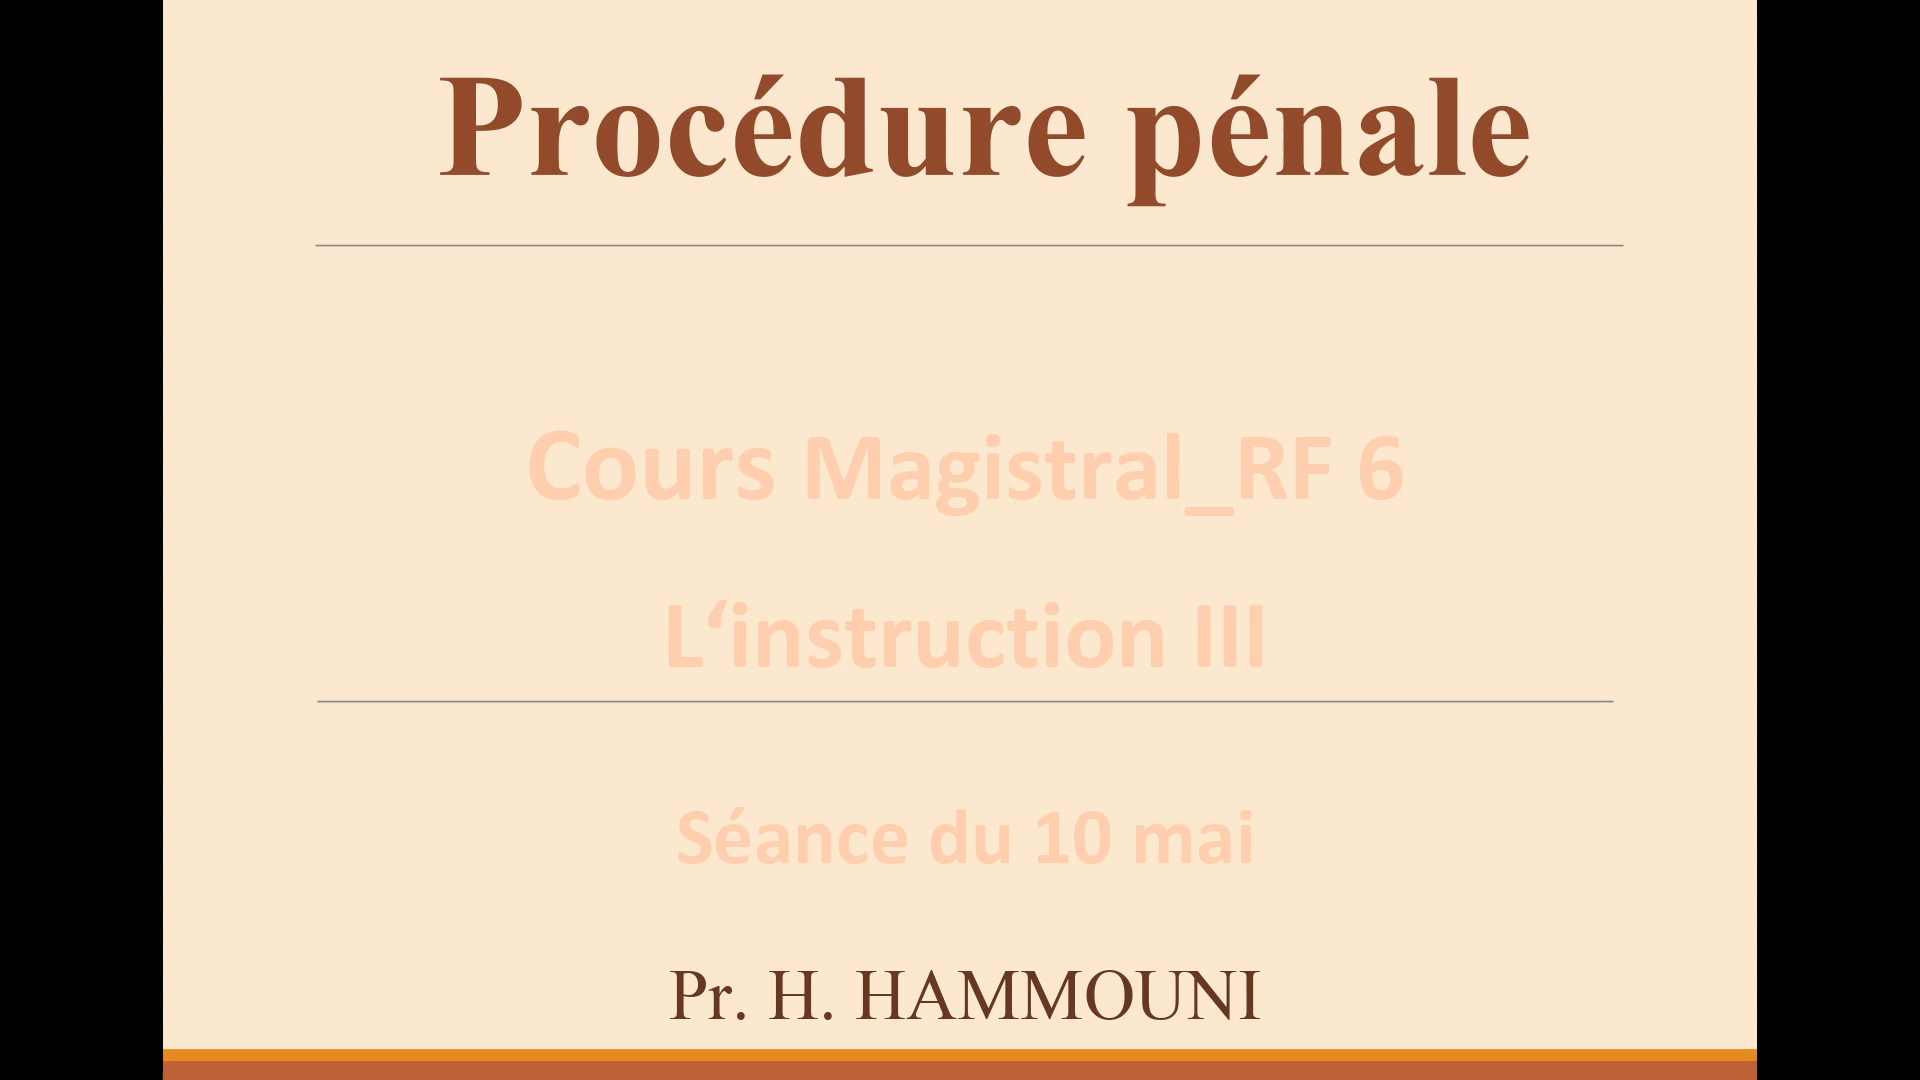 Procédure pénale
Cours Magistral_RF 6
L‘instruction III
Séance du 10 mai
Pr. H. HAMMOUNI